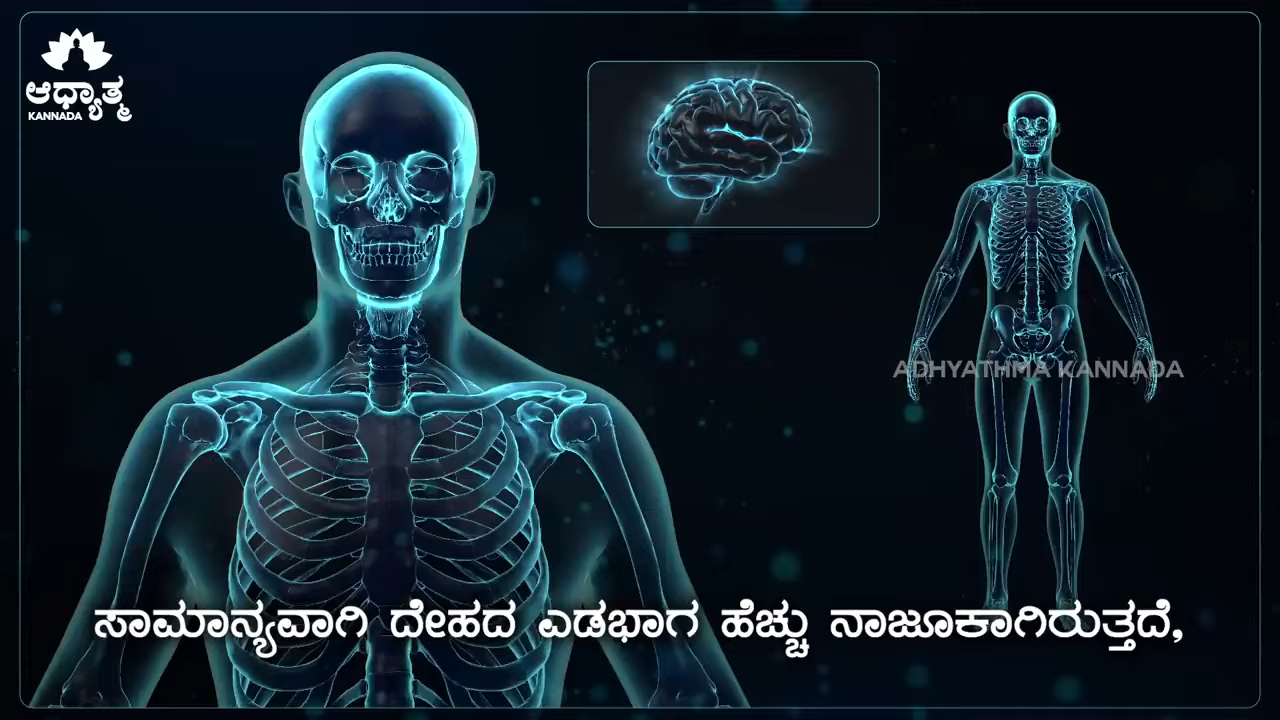 ಆಧ್ಯಾತ್ಮ
KANNADA
ADHYATHMA KANNADA
ಸಾಮಾನ್ಯವಾಗಿ ದೇಹದ ಎಡಭಾಗ ಹೆಚ್ಚು ನಾಜೂಕಾಗಿರುತ್ತದೆ,